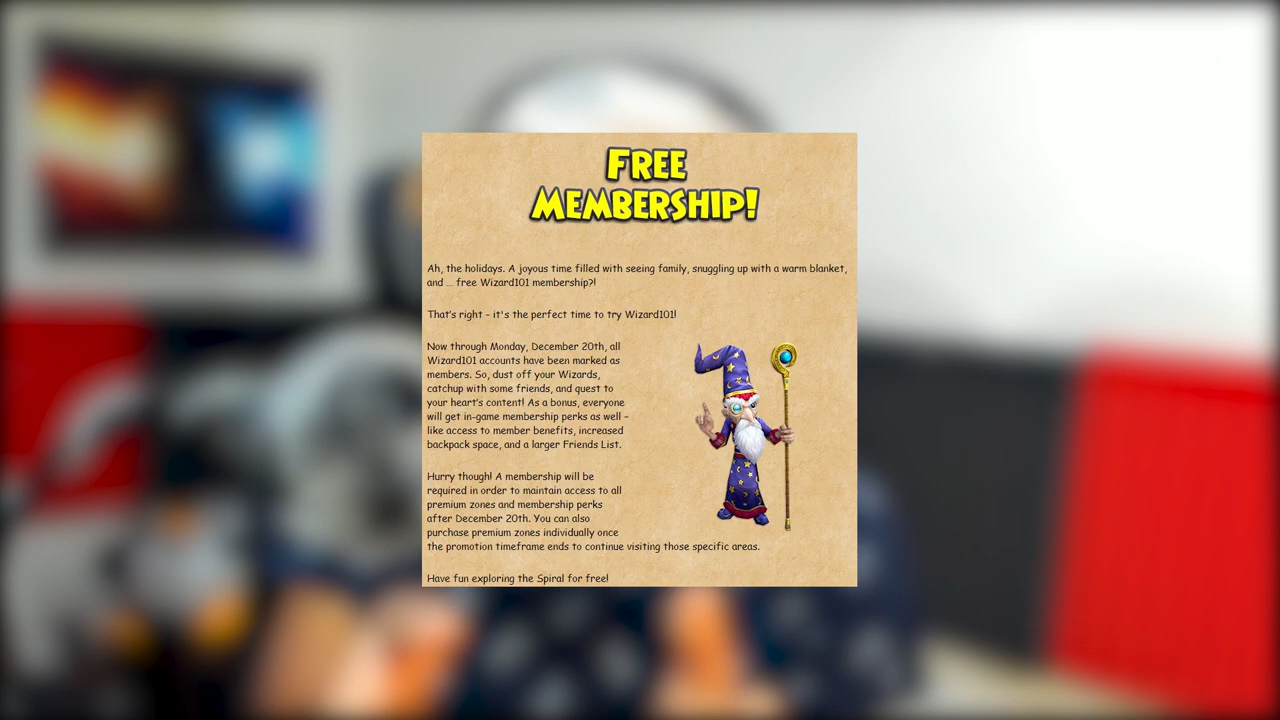 FREE
MEMBERSHIP!
Ah, the holidays. A joyous time filled with seeing family, snuggling up with a warm blanket,
and ... free Wizard101 membership?!
That's right – it's the perfect time to try Wizard101!
Now through Monday, December 20th, all
Wizard101 accounts have been marked as
members. So, dust off your Wizards,
catchup with some friends, and quest to
your heart's content! As a bonus, everyone
will get in-game membership perks as well –
like access to member benefits, increased
backpack space, and a larger Friends List.
Hurry though! A membership will be
required in order to maintain access to all
premium zones and membership perks
after December 20th. You can also
purchase premium zones individually once
the promotion timeframe ends to continue visiting those specific areas.
Have fun exploring the Spiral for free!